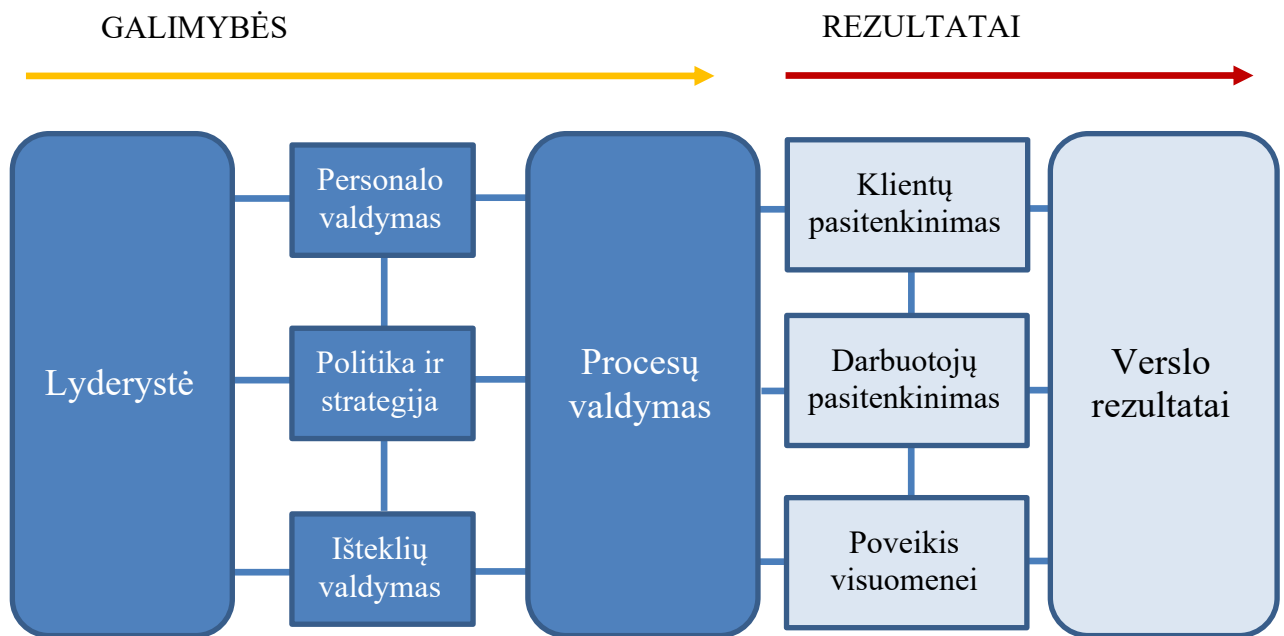 GALIMYBĖS
REZULTATAI
Lyderystė
Personalo
valdymas
Politika ir
strategija
Išteklių
valdymas
Procesų
valdymas
Klientų
pasitenkinimas
Darbuotojų
pasitenkinimas
Poveikis
visuomenei
Verslo
rezultatai